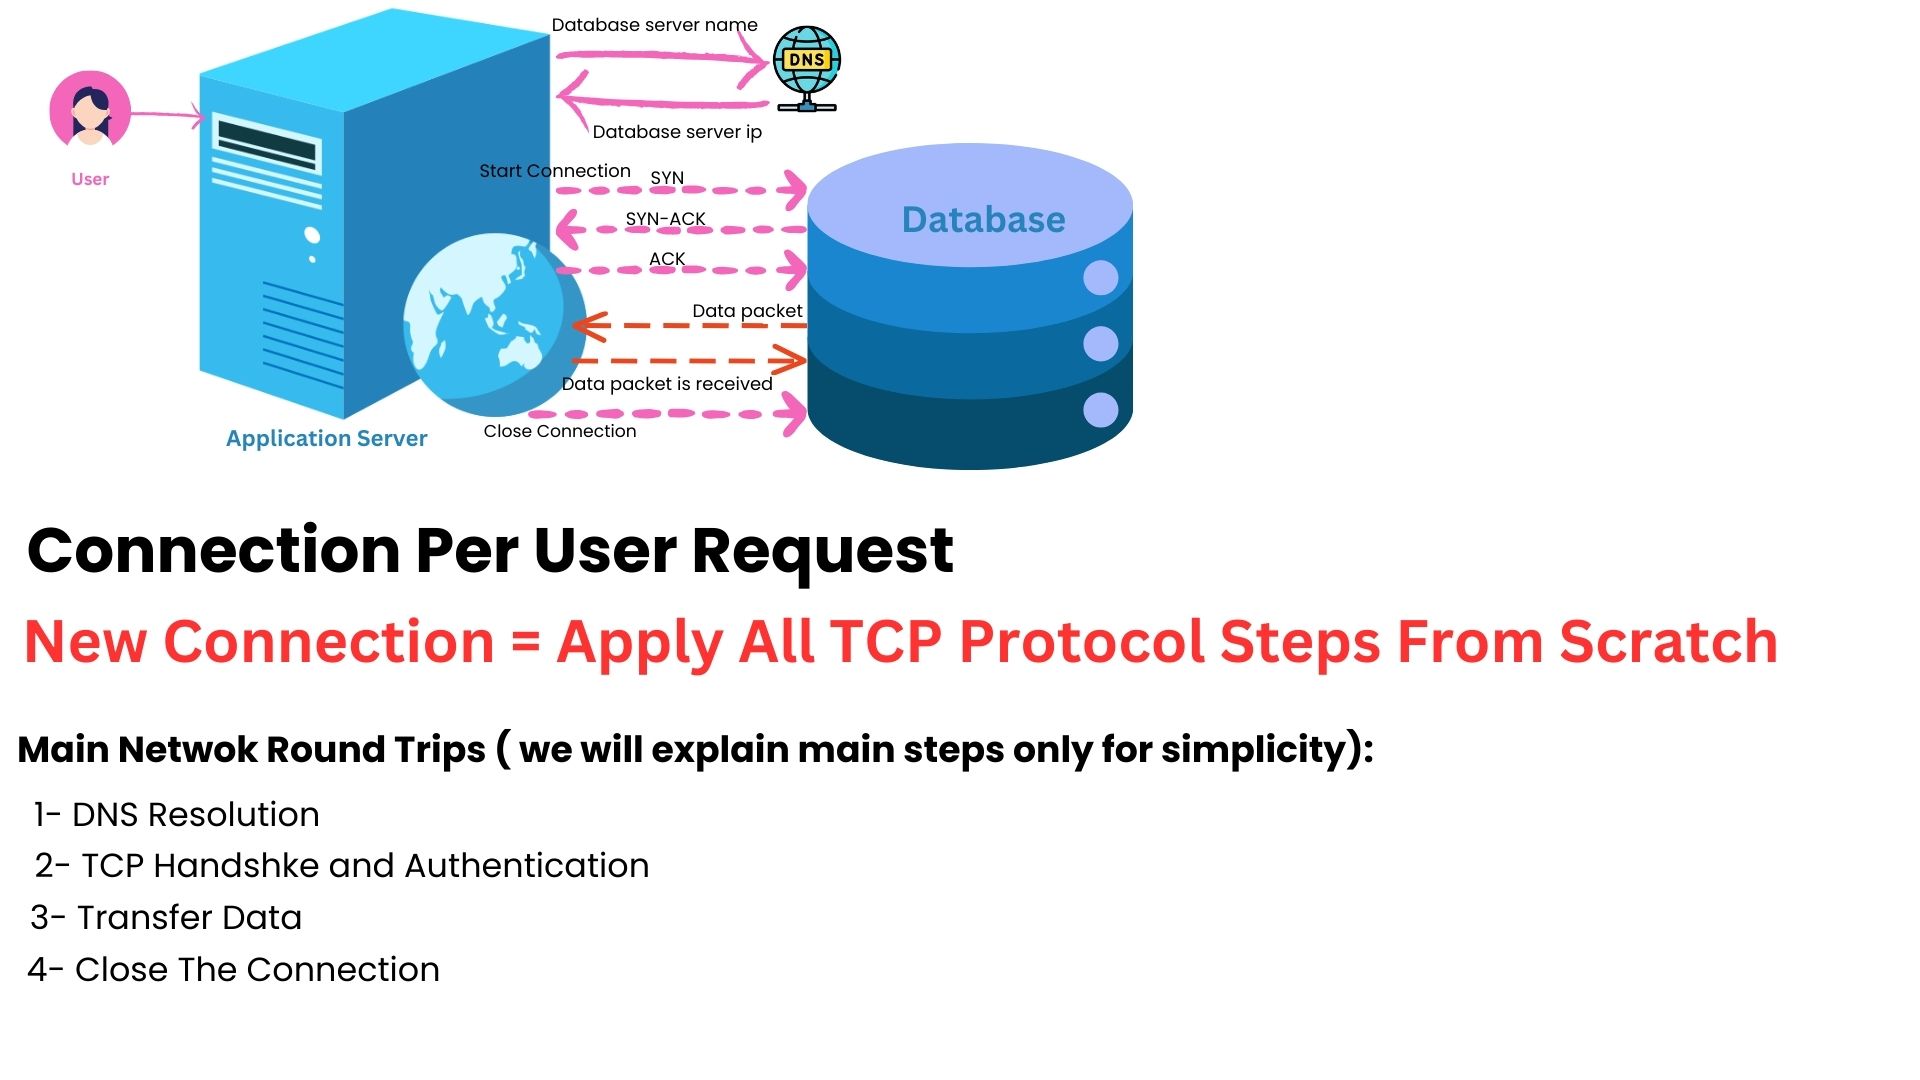 Database server name
DNS
Database server ip
User
Start Connection
SYN
SYN-ACK
ACK
Database
Data packet
Data packet is received
Close Connection
Application Server
Connection Per User Request
New Connection = Apply All TCP Protocol Steps From Scratch
Main Netwok Round Trips ( we will explain main steps only for simplicity):
1- DNS Resolution
2- TCP Handshke and Authentication
3- Transfer Data
4- Close The Connection